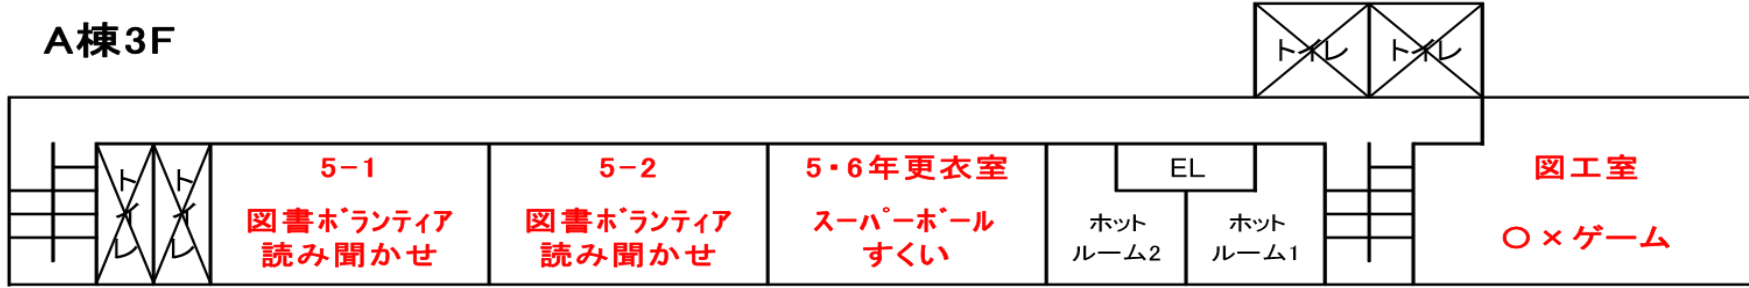 A棟3F
トイレ
トイレ
トイレ
トイレ
5-1
図書ボランティア
読み聞かせ
5-2
図書ボランティア
読み聞かせ
5・6年更衣室
スーパーボール
すくい
EL
ホット
ルーム2
ホット
ルーム1
図工室
○×ゲーム